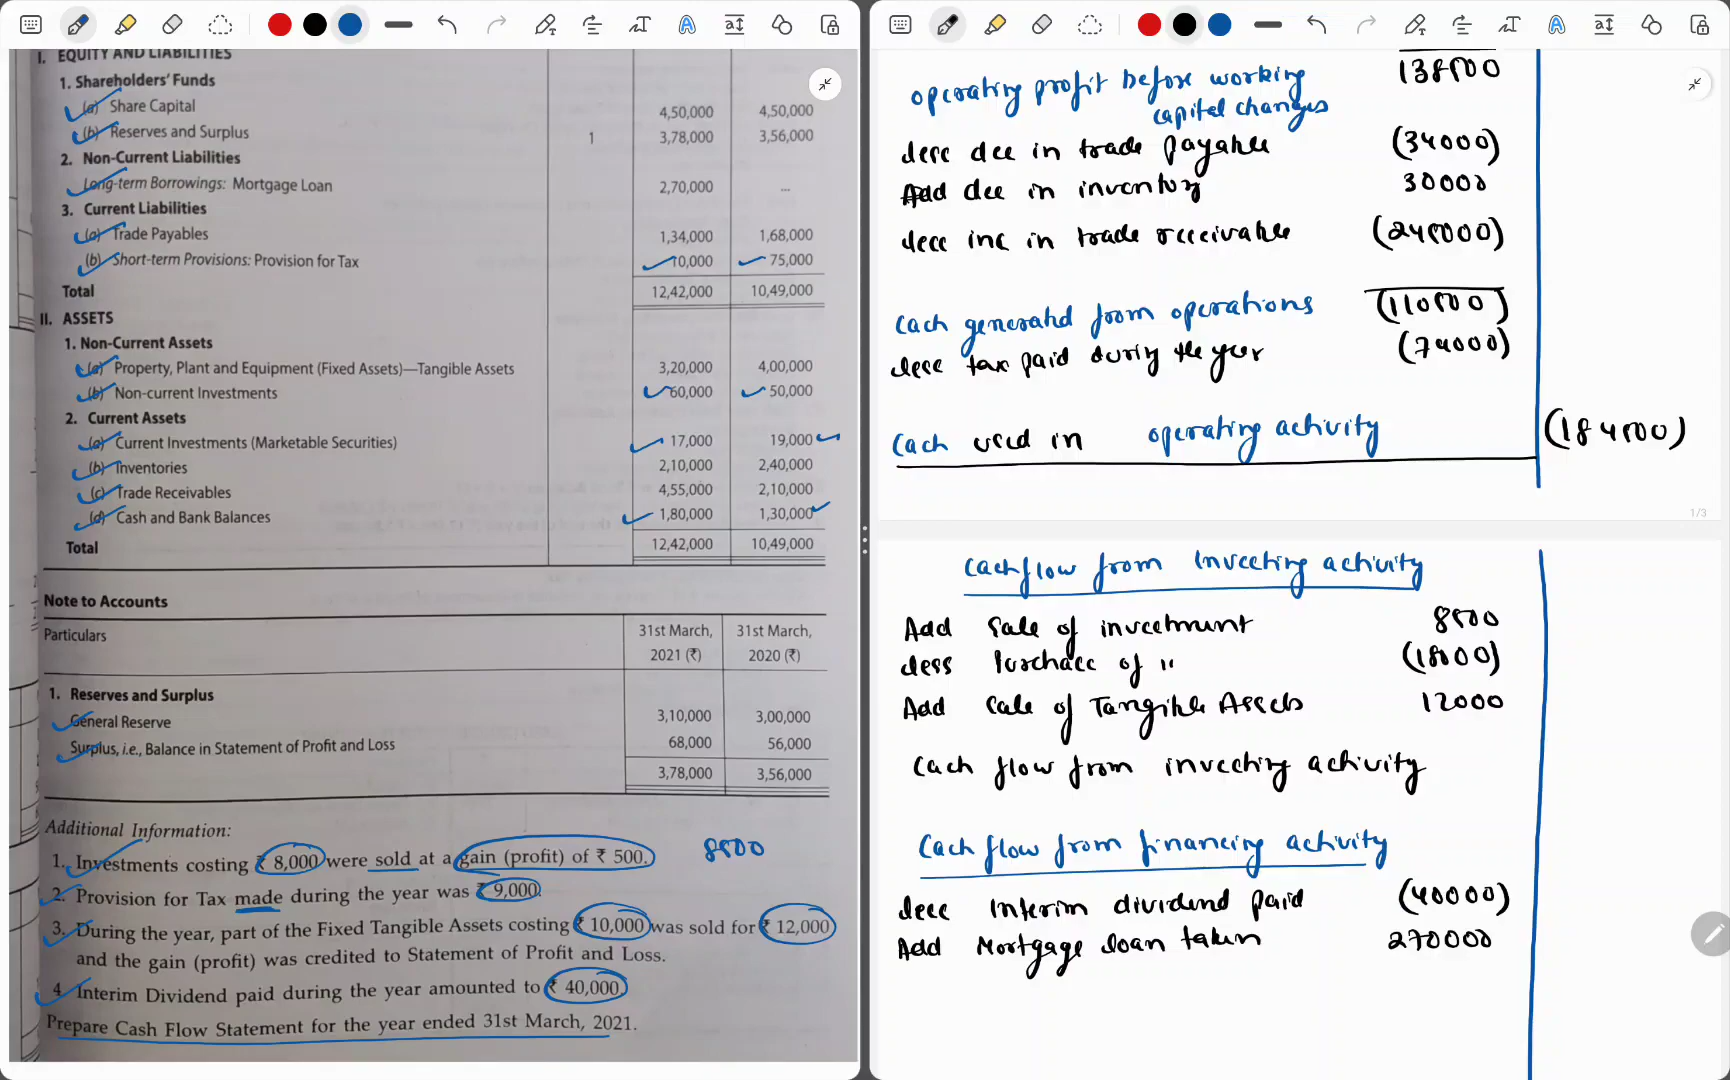 I. EQUITY AND LIABILITIES
1. Shareholders' Funds
(a) Share Capital 4,50,000 4,50,000
(b) Reserves and Surplus 1 3,78,000 3,56,000
2. Non-Current Liabilities
Long-term Borrowings: Mortgage Loan 2,70,000 ...
3. Current Liabilities
(a) Trade Payables 1,34,000 1,68,000
(b) Short-term Provisions: Provision for Tax 10,000 75,000
Total 12,42,000 10,49,000
II. ASSETS
1. Non-Current Assets
(a) Property, Plant and Equipment (Fixed Assets)—Tangible Assets 3,20,000 4,00,000
(b) Non-current Investments 60,000 50,000
2. Current Assets
(a) Current Investments (Marketable Securities) 17,000 19,000
(b) Inventories 2,10,000 2,40,000
(c) Trade Receivables 4,55,000 2,10,000
(d) Cash and Bank Balances 1,80,000 1,30,000
Total 12,42,000 10,49,000
Note to Accounts
Particulars 31st March, 2021 (₹) 31st March, 2020 (₹)
1. Reserves and Surplus
General Reserve 3,10,000 3,00,000
Surplus, i.e., Balance in Statement of Profit and Loss 68,000 56,000
3,78,000 3,56,000
Additional Information:
1. Investments costing ₹ 8,000 were sold at a gain (profit) of ₹ 500. 8500
2. Provision for Tax made during the year was ₹ 9,000.
3. During the year, part of the Fixed Tangible Assets costing ₹ 10,000 was sold for ₹ 12,000
and the gain (profit) was credited to Statement of Profit and Loss.
4. Interim Dividend paid during the year amounted to ₹ 40,000.
Prepare Cash Flow Statement for the year ended 31st March, 2021.
operating profit before working 138500
capital changes
less dec in trade payable (34000)
Add dec in inventory 30000
less inc in trade receivable (245000)
Cash generated from operations (110500)
less tax paid during the year (74000)
Cash used in operating activity (184500)
1/3
Cashflow from Investing activity
Add Sale of investment 8500
less Purchase of " (18000)
Add Sale of Tangible Assets 12000
Cash flow from investing activity
Cash flow from financing activity
less Interim dividend paid (40000)
Add Mortgage loan taken 270000